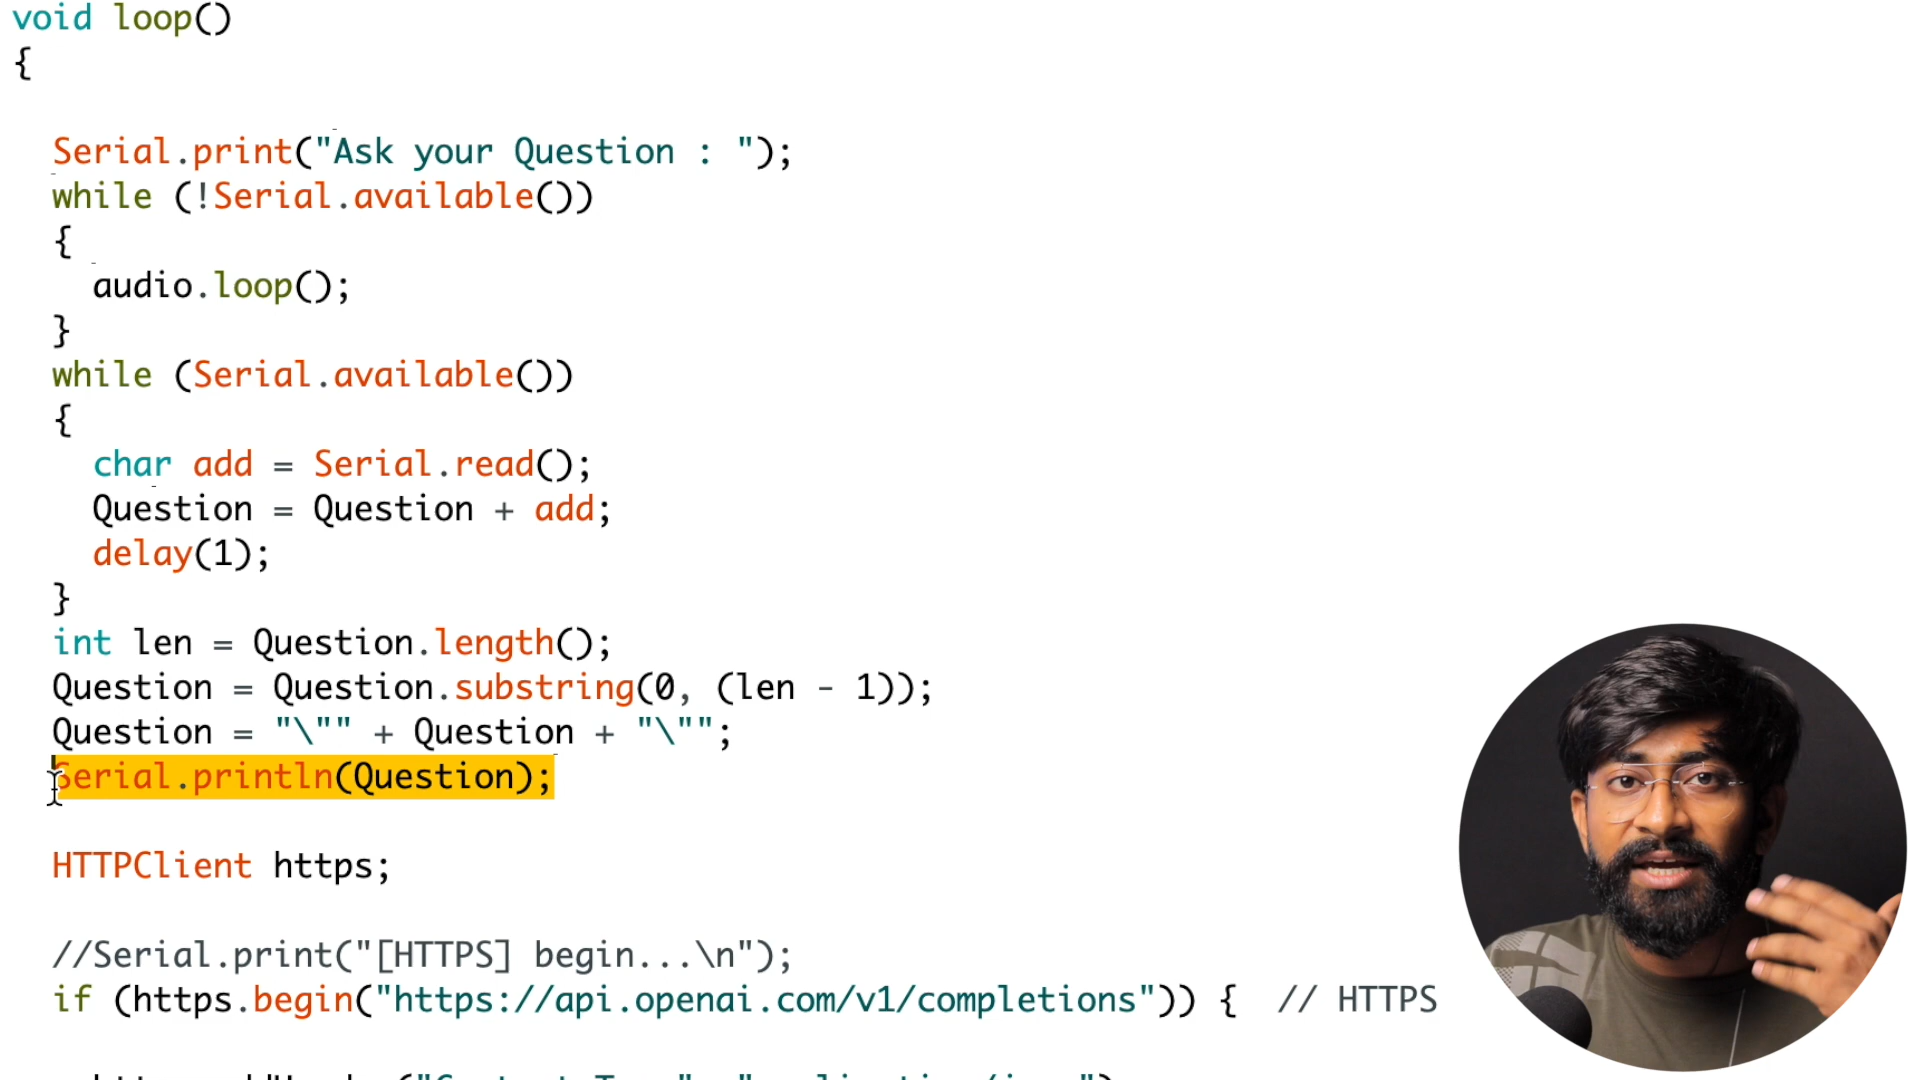 void loop()
{
Serial.print("Ask your Question : ");
while (!Serial.available())
{
audio.loop();
}
while (Serial.available())
{
char add = Serial.read();
Question = Question + add;
delay(1);
}
int len = Question.length();
Question = Question.substring(0, (len - 1));
Question = "\"" + Question + "\"";
Serial.println(Question);
HTTPClient https;
//Serial.print("[HTTPS] begin...\n");
if (https.begin("https://api.openai.com/v1/completions")) {  // HTTPS